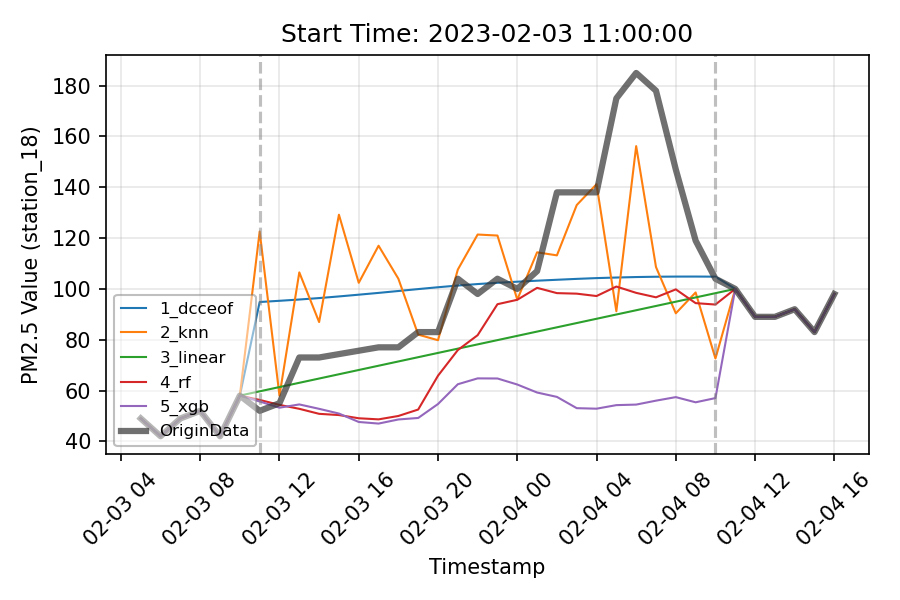 Start Time: 2023-02-03 11:00:00
PM2.5 Value (station_18)
180
160
140
120
100
80
60
40
1_dcceof
2_knn
3_linear
4_rf
5_xgb
OriginData
02-03 04
02-03 08
02-03 12
02-03 16
02-03 20
02-04 00
02-04 04
02-04 08
02-04 12
02-04 16
Timestamp